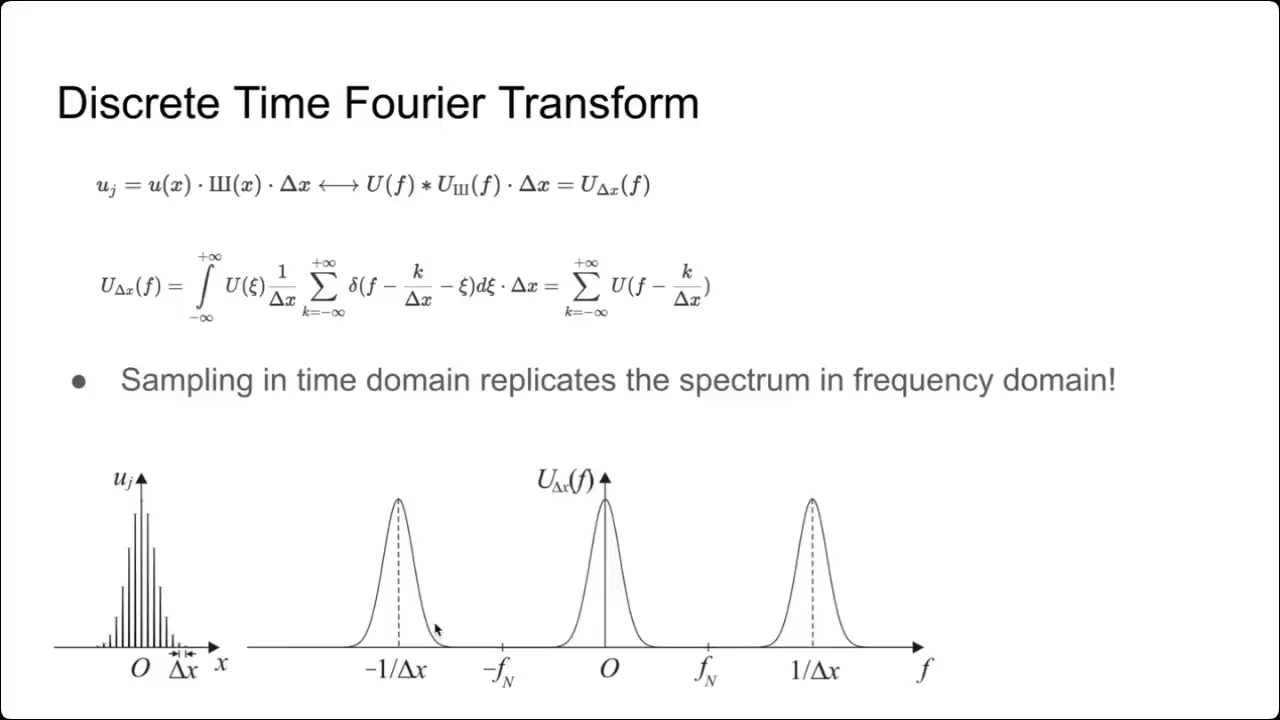 Discrete Time Fourier Transform
u_j = u(x) · Ш(x) · Δx ⟷ U(f) ∗ U_Ш(f) · Δx = U_Δx(f)
U_Δx(f) = ∫_{-∞}^{+∞} U(ξ) 1/Δx ∑_{k=-∞}^{+∞} δ(f − k/Δx − ξ)dξ · Δx = ∑_{k=-∞}^{+∞} U(f − k/Δx)
● Sampling in time domain replicates the spectrum in frequency domain!
u_j U_Δx(f)
O Δx x −1/Δx −f_N O f_N 1/Δx f